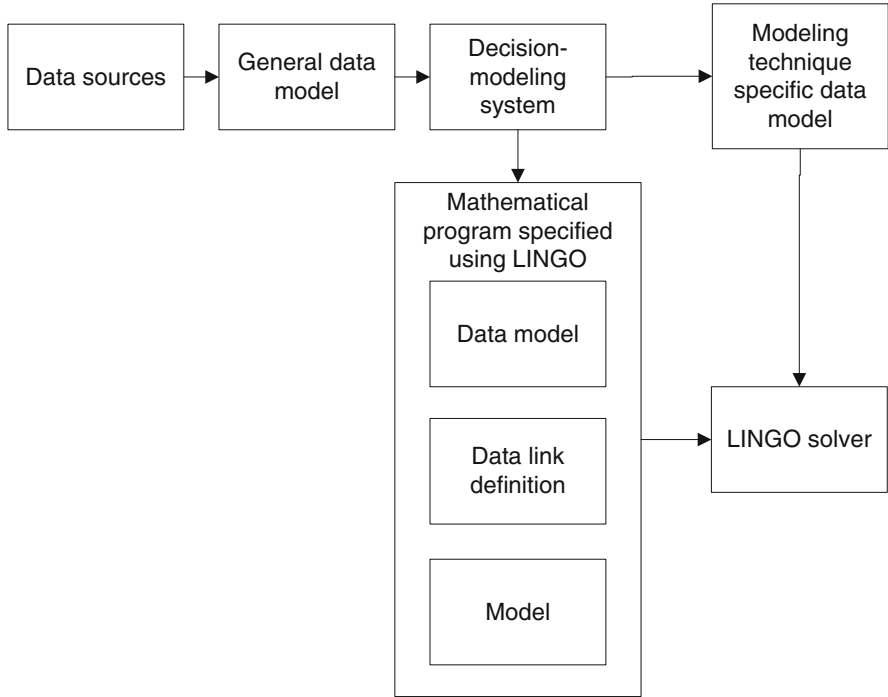 Data sources
General data
model
Decision-
modeling
system
Modeling
technique
specific data
model
Mathematical
program specified
using LINGO
Data model
Data link
definition
Model
LINGO solver